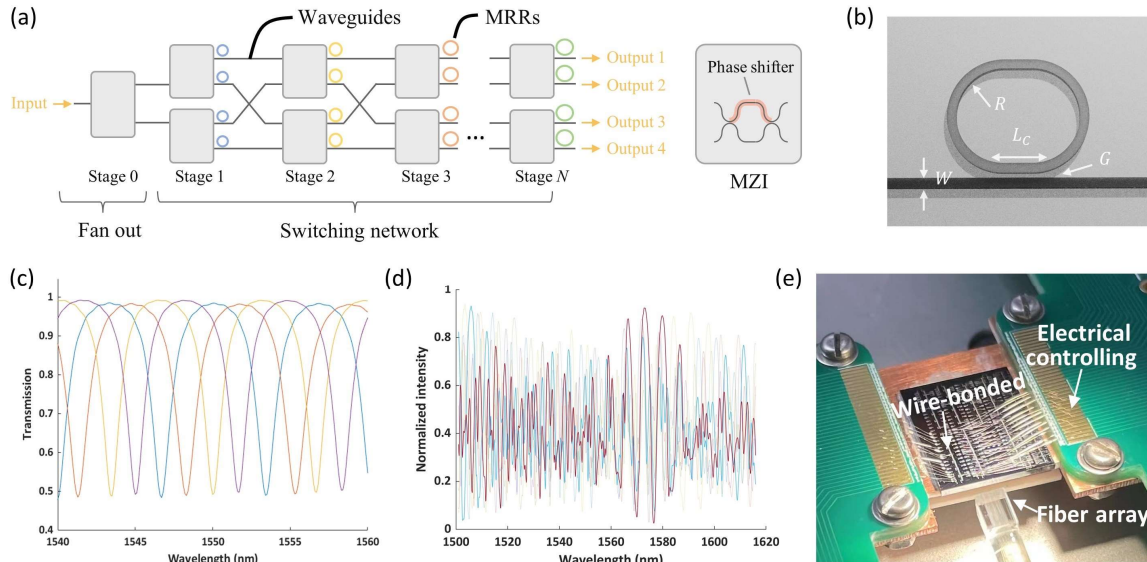 (a)
Waveguides
MRRs
Input
Output 1
Output 2
Output 3
Output 4
Stage 0
Stage 1
Stage 2
Stage 3
...
Stage N
Fan out
Switching network
Phase shifter
MZI
(b)
R
L_C
G
W
(c)
Transmission
1
0.9
0.8
0.7
0.6
0.5
0.4
1540
1545
1550
1555
1560
Wavelength (nm)
(d)
Normalized intensity
1
0.8
0.6
0.4
0.2
0
1500
1520
1540
1560
1580
1600
1620
Wavelength (nm)
(e)
Electrical
controlling
Wire-bonded
Fiber array